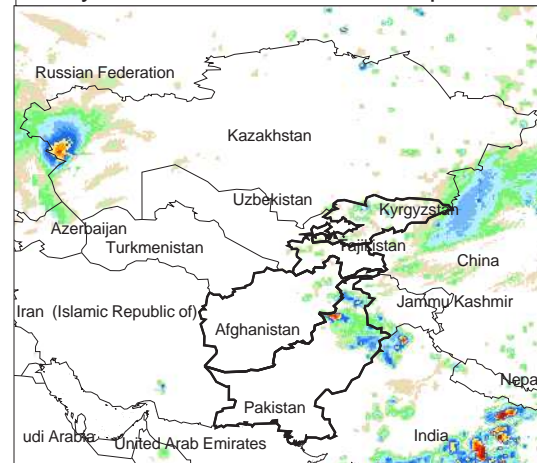 Russian Federation
Kazakhstan
Uzbekistan
Kyrgyzstan
Azerbaijan
Turkmenistan
Tajikistan
China
Iran (Islamic Republic of)
Jammu/Kashmir
Afghanistan
Nepa
Pakistan
udi Arabia
United Arab Emirates
India